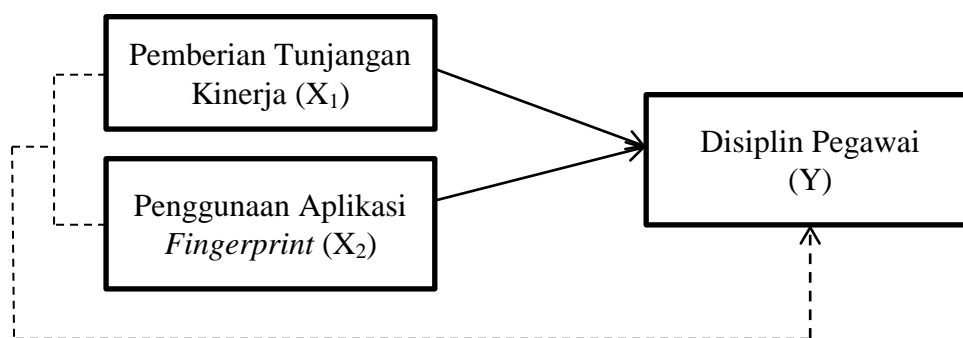 Pemberian Tunjangan
Kinerja (X₁)
Penggunaan Aplikasi
Fingerprint (X₂)
Disiplin Pegawai
(Y)